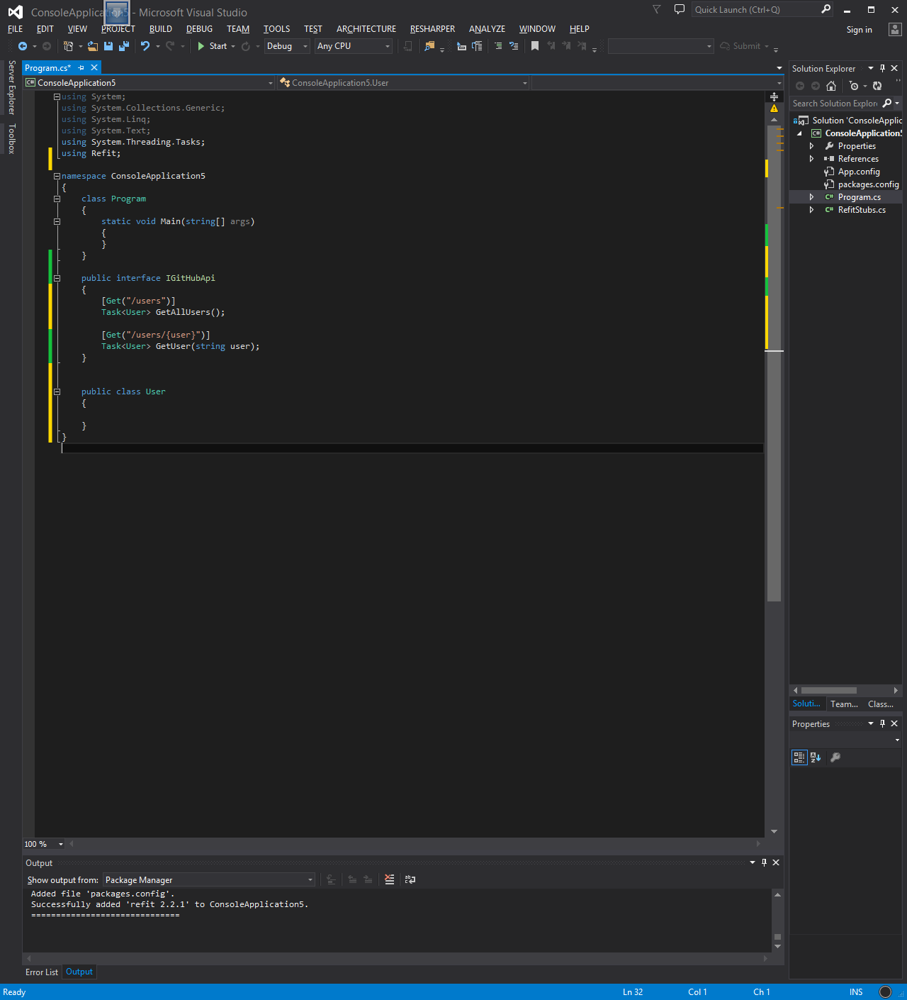 ConsoleApplication5 - Microsoft Visual Studio
Quick Launch (Ctrl+Q)
FILE EDIT VIEW PROJECT BUILD DEBUG TEAM TOOLS TEST ARCHITECTURE RESHARPER ANALYZE WINDOW HELP
Sign in
Start Debug Any CPU Submit
Server Explorer
Toolbox
Program.cs*
ConsoleApplication5 ConsoleApplication5.User
using System;
using System.Collections.Generic;
using System.Linq;
using System.Text;
using System.Threading.Tasks;
using Refit;
namespace ConsoleApplication5
{
class Program
{
static void Main(string[] args)
{
}
}
public interface IGitHubApi
{
[Get("/users")]
Task<User> GetAllUsers();
[Get("/users/{user}")]
Task<User> GetUser(string user);
}
public class User
{
}
}
100 %
Output
Show output from: Package Manager
Added file 'packages.config'.
Successfully added 'refit 2.2.1' to ConsoleApplication5.
==============================
Error List Output
Solution Explorer
Search Solution Explor
Solution 'ConsoleApplic
ConsoleApplication5
Properties
References
App.config
packages.config
Program.cs
RefitStubs.cs
Soluti... Team... Class...
Properties
Ready Ln 32 Col 1 Ch 1 INS